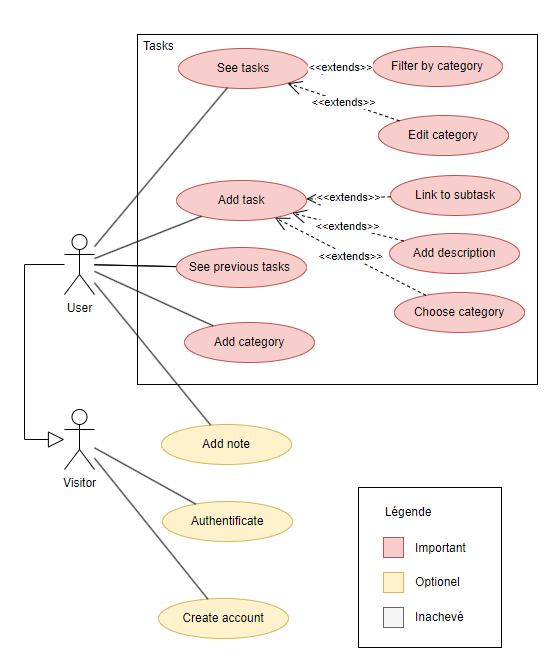 Tasks
See tasks
<<extends>>
Filter by category
<<extends>>
Edit category
Add task
<<extends>>
Link to subtask
<<extends>>
Add description
See previous tasks
<<extends>>
User
Choose category
Add category
Add note
Visitor
Authentificate
Create account
Légende
Important
Optionel
Inachevé